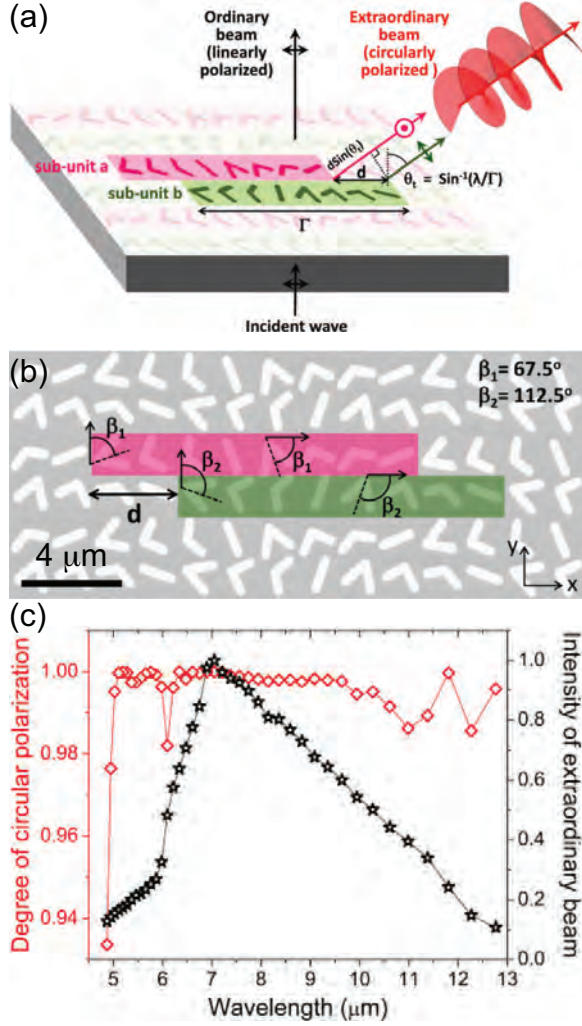 (a)
Ordinary
beam
(linearly
polarized)
Extraordinary
beam
(circularly
polarized )
sub-unit a
sub-unit b
dSin(θt)
d
θt = Sin-1(λ/Γ)
Γ
Incident wave
(b)
β1= 67.5o
β2= 112.5o
β1
β2
β1
β2
d
4 μm
y
x
(c)
Degree of circular polarization
1.00
0.98
0.96
0.94
Intensity of
extraordinary beam
1.0
0.8
0.6
0.4
0.2
0.0
5 6 7 8 9 10 11 12 13
Wavelength (μm)